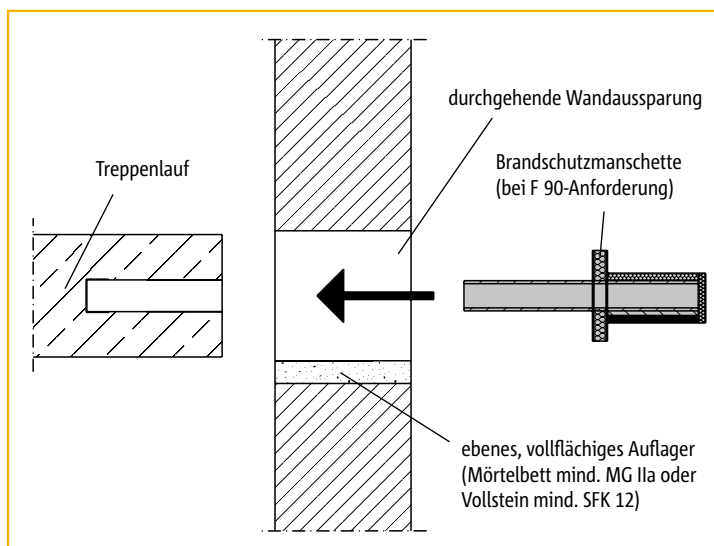 durchgehende Wandaussparung
Treppenlauf
Brandschutzmanschette
(bei F 90-Anforderung)
ebenes, vollflächiges Auflager
(Mörtelbett mind. MG IIa oder
Vollstein mind. SFK 12)